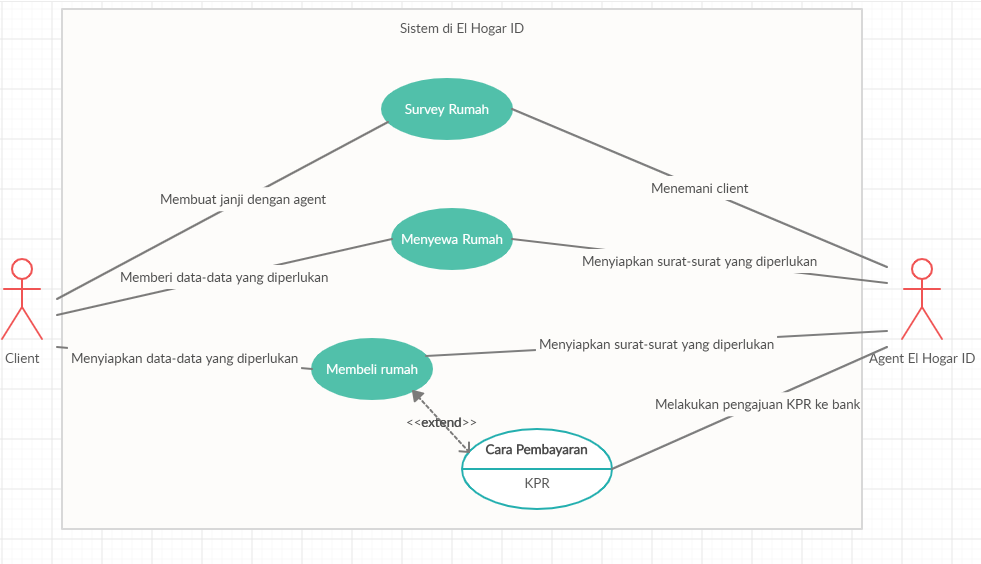 Sistem di El Hogar ID
Survey Rumah
Membuat janji dengan agent
Menemani client
Menyewa Rumah
Memberi data-data yang diperlukan
Menyiapkan surat-surat yang diperlukan
Client
Agent El Hogar ID
Menyiapkan data-data yang diperlukan
Membeli rumah
Menyiapkan surat-surat yang diperlukan
<<extend>>
Melakukan pengajuan KPR ke bank
Cara Pembayaran
KPR